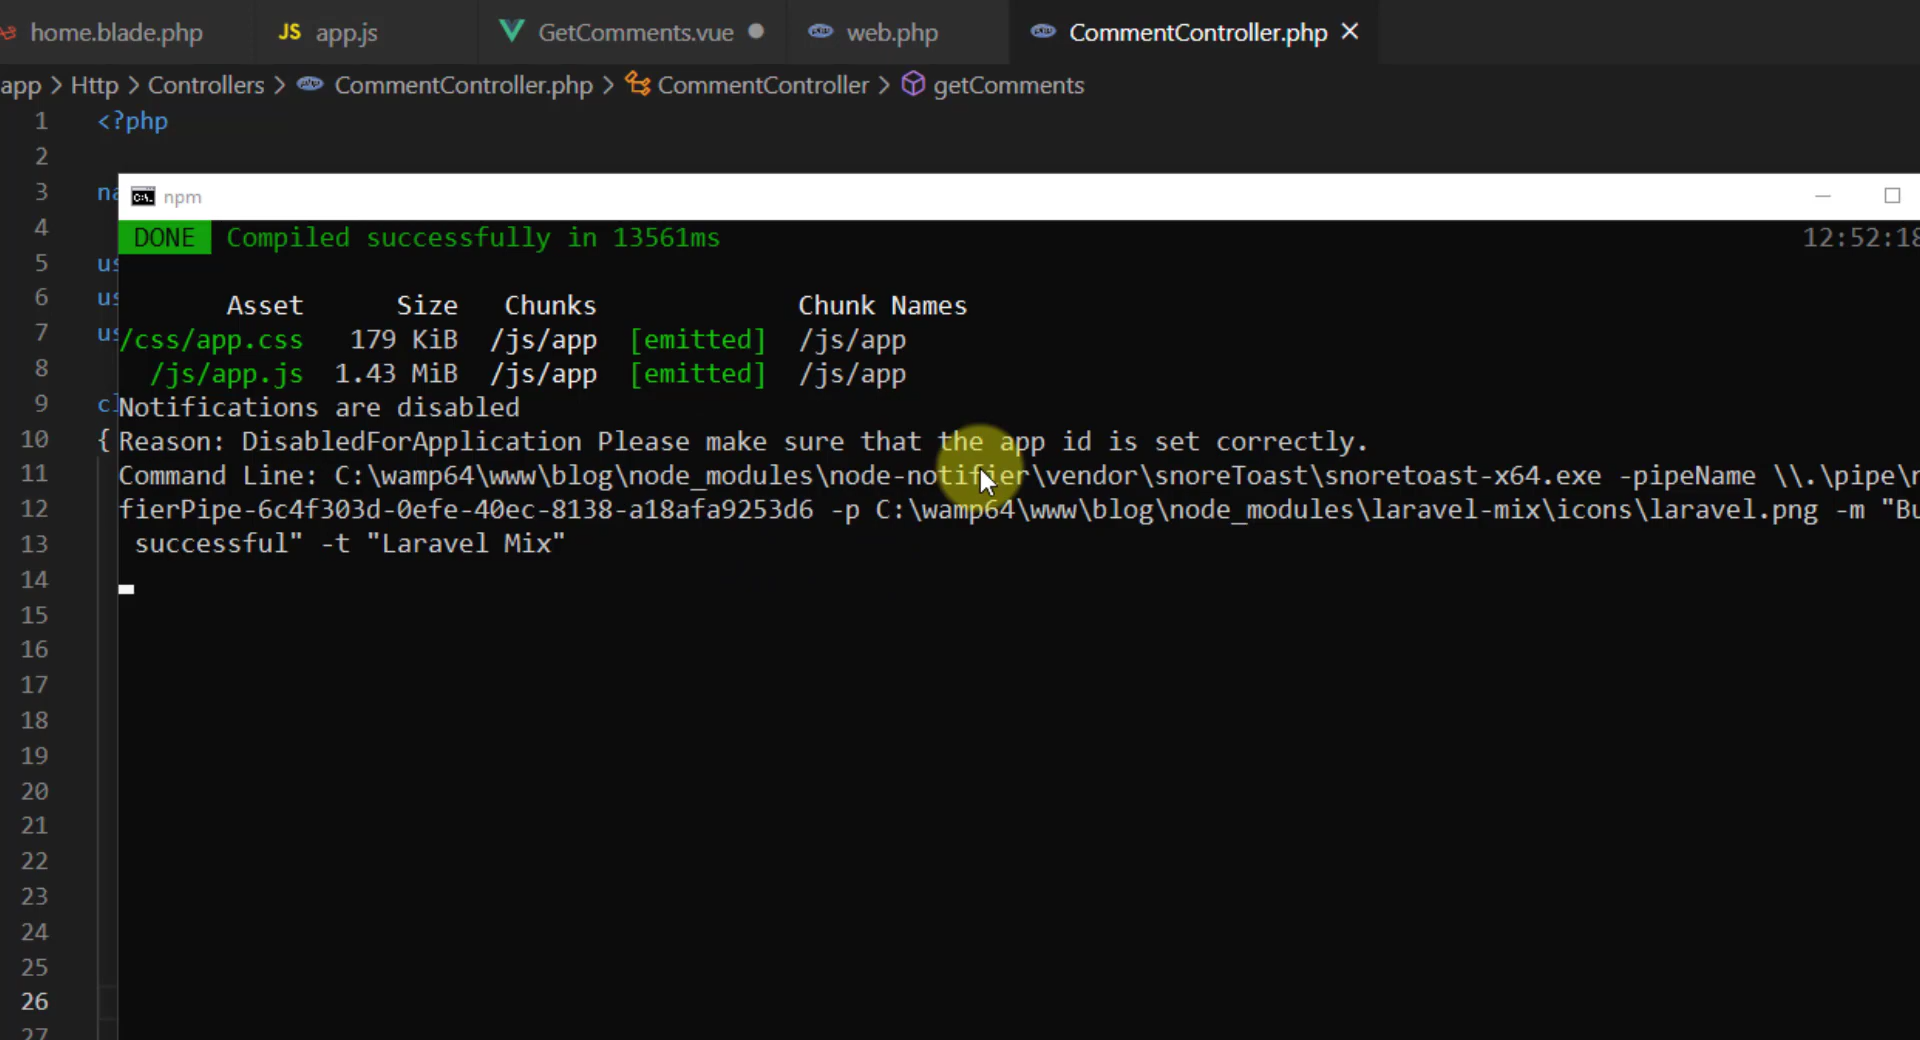 home.blade.php JS app.js GetComments.vue web.php CommentController.php
app > Http > Controllers > CommentController.php > CommentController > getComments
1 <?php
2
3 na
npm
4
DONE Compiled successfully in 13561ms 12:52:18
5 us
6 us Asset Size Chunks Chunk Names
7 us /css/app.css 179 KiB /js/app [emitted] /js/app
8 /js/app.js 1.43 MiB /js/app [emitted] /js/app
9 cl Notifications are disabled
10 { Reason: DisabledForApplication Please make sure that the app id is set correctly.
11 Command Line: C:\wamp64\www\blog\node_modules\node-notifier\vendor\snoreToast\snoretoast-x64.exe -pipeName \\.\pipe\n
12 fierPipe-6c4f303d-0efe-40ec-8138-a18afa9253d6 -p C:\wamp64\www\blog\node_modules\laravel-mix\icons\laravel.png -m "Bu
13 successful" -t "Laravel Mix"
14
15
16
17
18
19
20
21
22
23
24
25
26
27